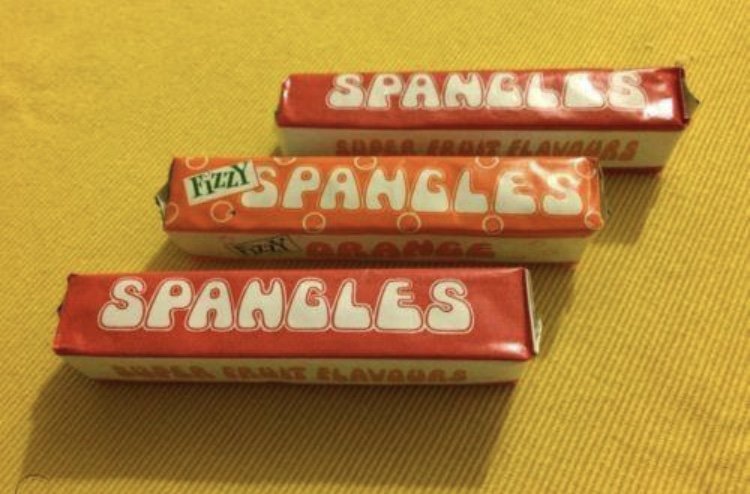 SPANGLES
SUPER FRUIT FLAVOURS
FIZZY SPANGLES
FIZZY ORANGE
SPANGLES
SUPER FRUIT FLAVOURS